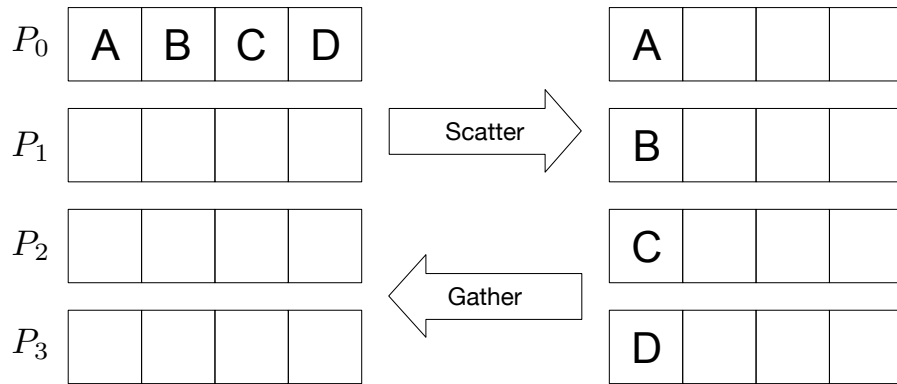 P₀ A B C D A
Scatter
P₁ B
P₂ C
Gather
P₃ D